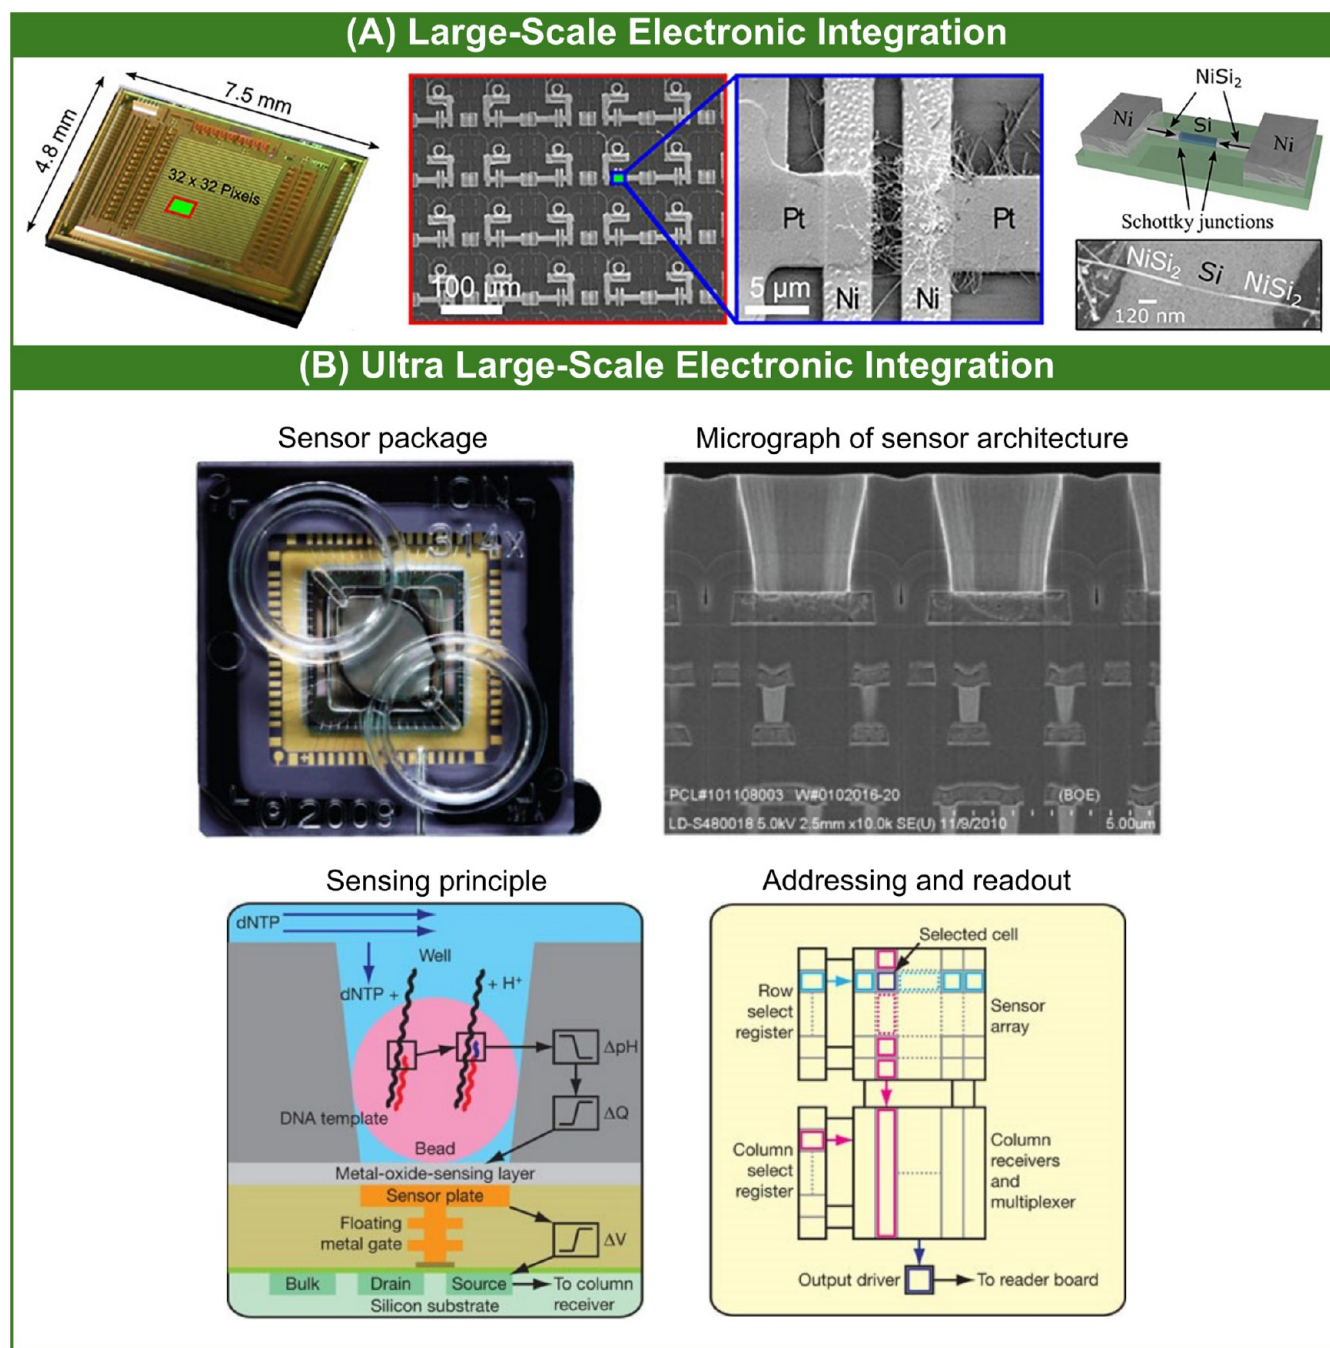 (A) Large-Scale Electronic Integration
7.5 mm
4.8 mm
32 x 32 Pixels
100 µm
Pt
Pt
5 µm
Ni
Ni
NiSi2
Ni
Si
Ni
Schottky junctions
NiSi2
Si
NiSi2
120 nm
(B) Ultra Large-Scale Electronic Integration
Sensor package
ION
314X
© 2009
Micrograph of sensor architecture
PCL#101108003 W#0102016-20 (BOE)
LD-S480018 5.0kV 2.5mm x10.0k SE(U) 11/9/2010 5.00um
Sensing principle
dNTP
Well
dNTP +
+ H⁺
ΔpH
DNA template
ΔQ
Bead
Metal-oxide-sensing layer
Sensor plate
Floating
metal gate
ΔV
Bulk
Drain
Source
To column
receiver
Silicon substrate
Addressing and readout
Selected cell
Row
select
register
Sensor
array
Column
select
register
Column
receivers
and
multiplexer
Output driver
To reader board